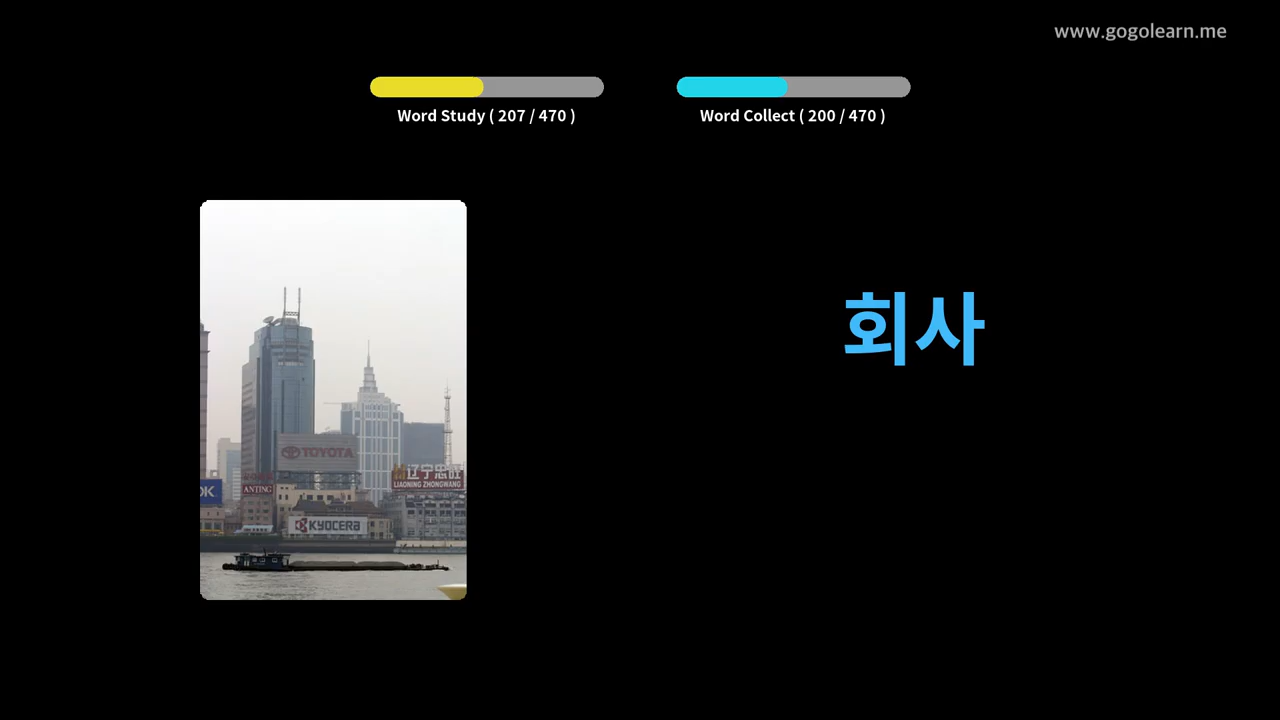 www.gogolearn.me
Word Study ( 207 / 470 )
Word Collect ( 200 / 470 )
회사
TOYOTA
辽宁忠旺
LIAONING ZHONGWANG
OK
ANTING
KYOCERA